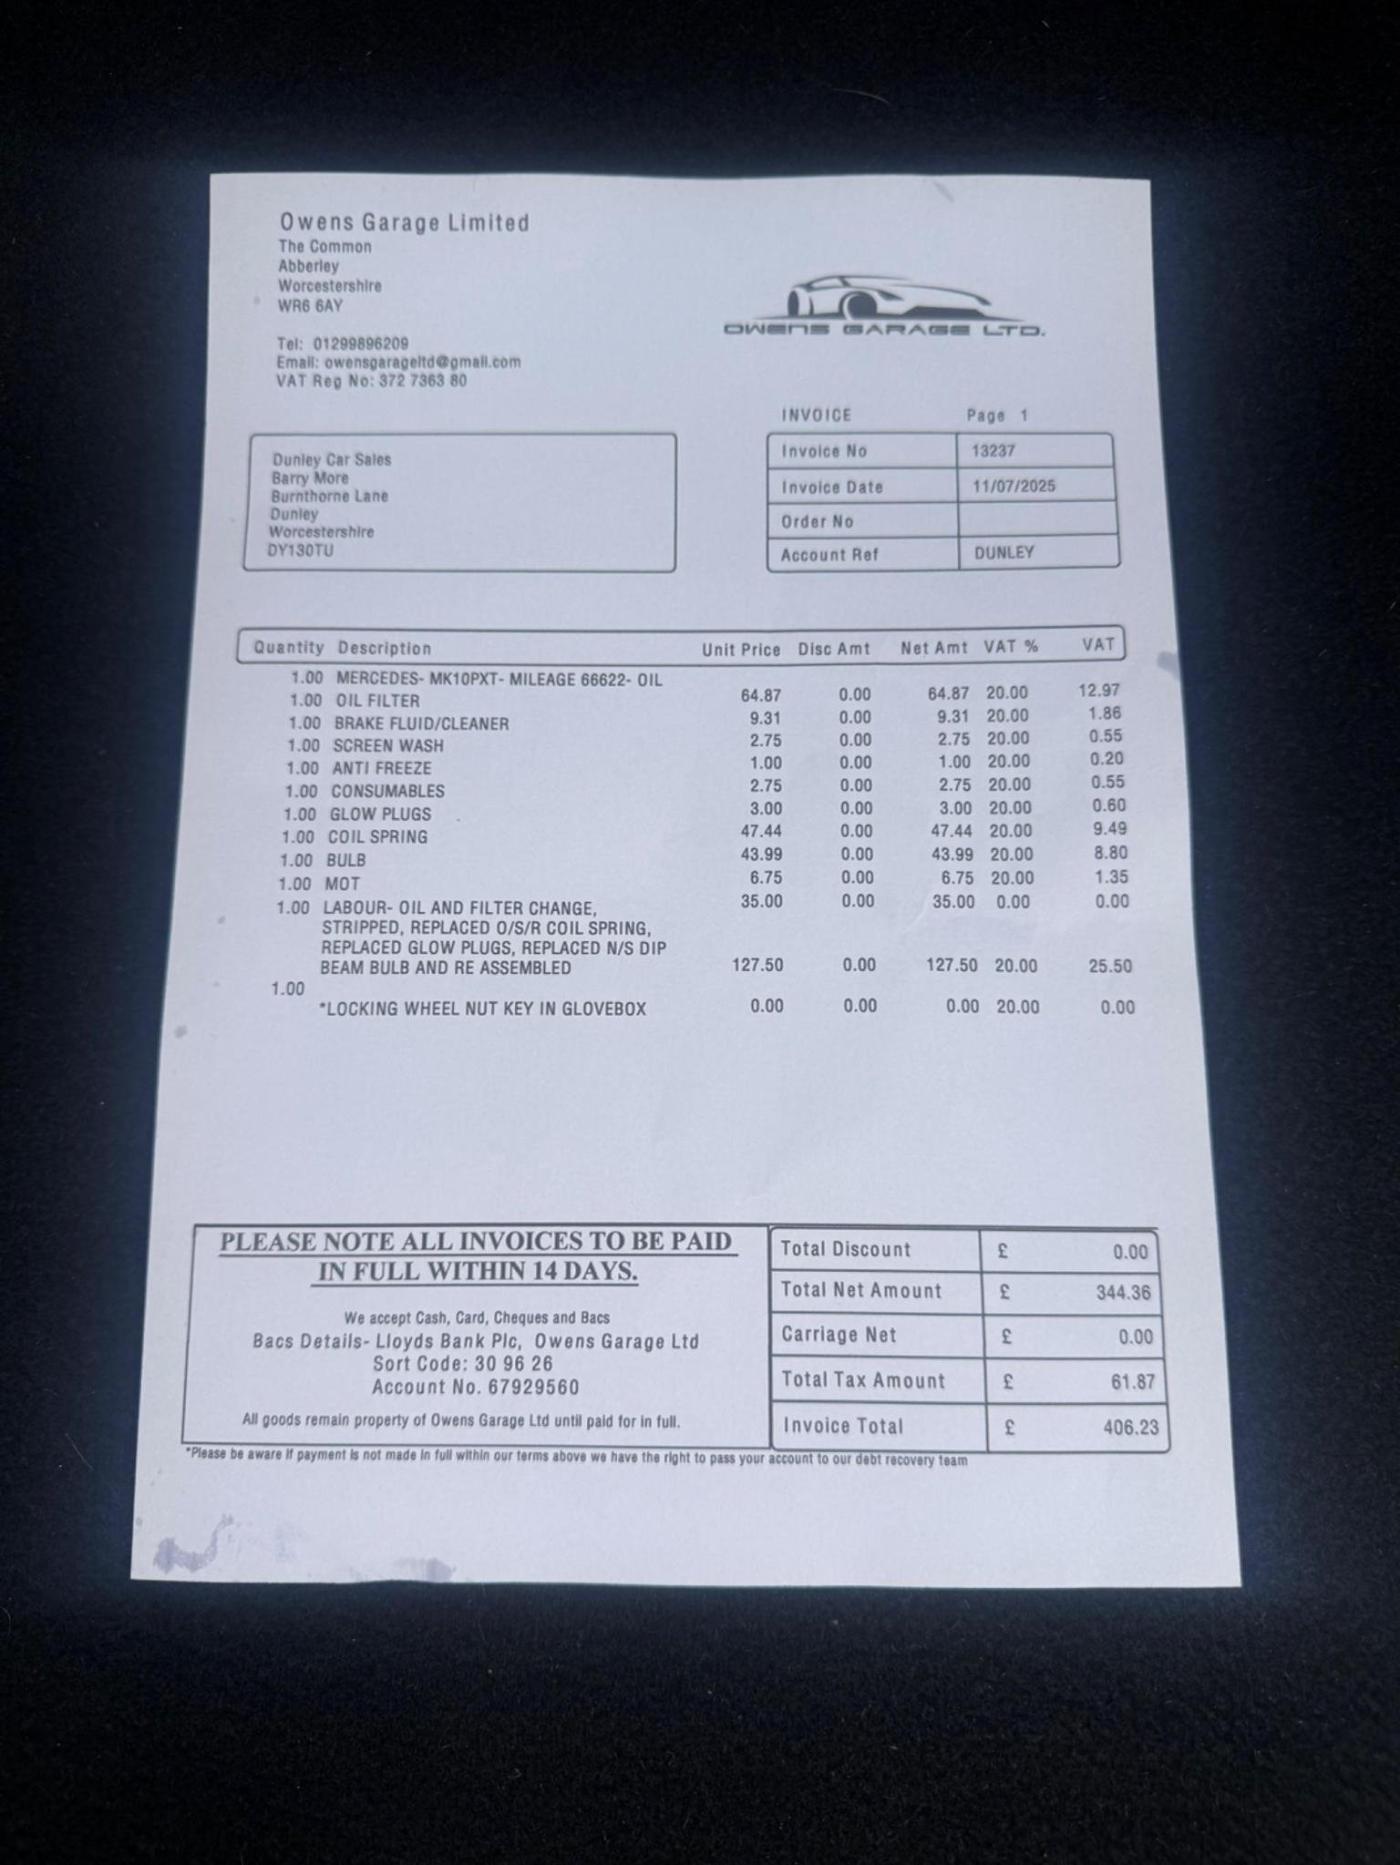 Owens Garage Limited
The Common
Abberley
Worcestershire
WR6 6AY
Tel: 01299896209
Email: owensgarageltd@gmail.com
VAT Reg No: 372 7363 80
OWENS GARAGE LTD.
INVOICE Page 1
Invoice No 13237
Invoice Date 11/07/2025
Order No
Account Ref DUNLEY
Dunley Car Sales
Barry More
Burnthorne Lane
Dunley
Worcestershire
DY130TU
Quantity Description Unit Price Disc Amt Net Amt VAT % VAT
1.00 MERCEDES- MK10PXT- MILEAGE 66622- OIL 64.87 0.00 64.87 20.00 12.97
1.00 OIL FILTER 9.31 0.00 9.31 20.00 1.86
1.00 BRAKE FLUID/CLEANER 2.75 0.00 2.75 20.00 0.55
1.00 SCREEN WASH 1.00 0.00 1.00 20.00 0.20
1.00 ANTI FREEZE 2.75 0.00 2.75 20.00 0.55
1.00 CONSUMABLES 3.00 0.00 3.00 20.00 0.60
1.00 GLOW PLUGS 47.44 0.00 47.44 20.00 9.49
1.00 COIL SPRING 43.99 0.00 43.99 20.00 8.80
1.00 BULB 6.75 0.00 6.75 20.00 1.35
1.00 MOT 35.00 0.00 35.00 0.00 0.00
1.00 LABOUR- OIL AND FILTER CHANGE,
STRIPPED, REPLACED O/S/R COIL SPRING,
REPLACED GLOW PLUGS, REPLACED N/S DIP
BEAM BULB AND RE ASSEMBLED 127.50 0.00 127.50 20.00 25.50
1.00
*LOCKING WHEEL NUT KEY IN GLOVEBOX 0.00 0.00 0.00 20.00 0.00
PLEASE NOTE ALL INVOICES TO BE PAID
IN FULL WITHIN 14 DAYS.
We accept Cash, Card, Cheques and Bacs
Bacs Details- Lloyds Bank Plc, Owens Garage Ltd
Sort Code: 30 96 26
Account No. 67929560
All goods remain property of Owens Garage Ltd until paid for in full.
Total Discount £ 0.00
Total Net Amount £ 344.36
Carriage Net £ 0.00
Total Tax Amount £ 61.87
Invoice Total £ 406.23
*Please be aware if payment is not made in full within our terms above we have the right to pass your account to our debt recovery team